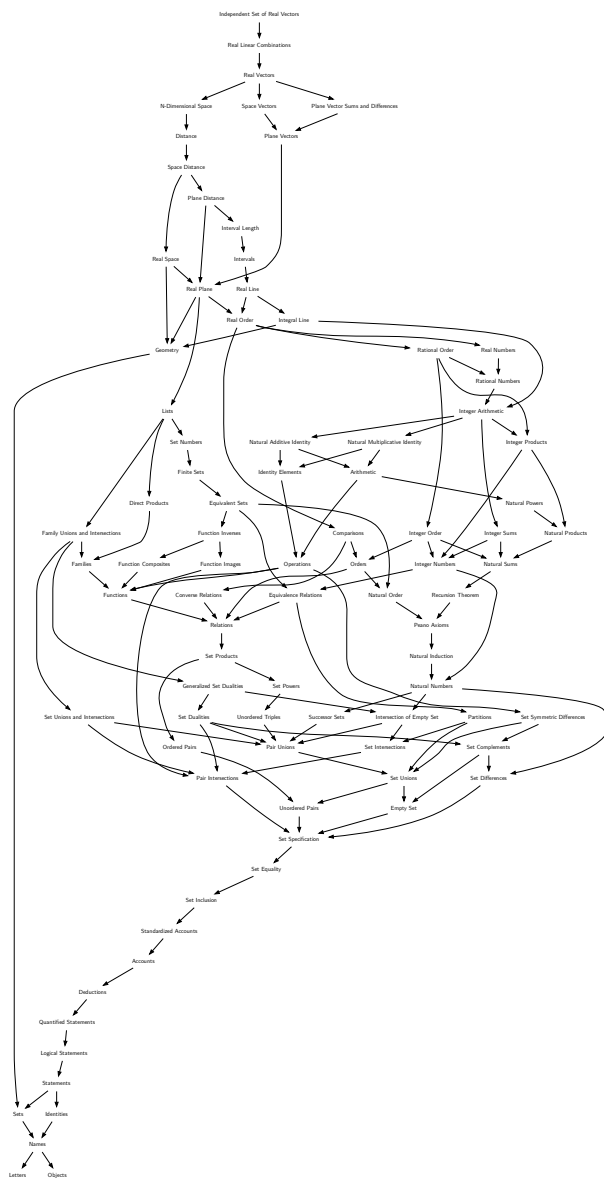 Independent Set of Real Vectors
Real Linear Combinations
Real Vectors
N-Dimensional Space
Space Vectors
Plane Vector Sums and Differences
Distance
Plane Vectors
Space Distance
Plane Distance
Interval Length
Real Space
Intervals
Real Plane
Real Line
Real Order
Integral Line
Geometry
Rational Order
Real Numbers
Rational Numbers
Lists
Integer Arithmetic
Set Numbers
Natural Additive Identity
Natural Multiplicative Identity
Integer Products
Finite Sets
Identity Elements
Arithmetic
Direct Products
Equivalent Sets
Natural Powers
Family Unions and Intersections
Function Inverses
Comparisons
Integer Order
Integer Sums
Natural Products
Families
Function Composites
Function Images
Operations
Orders
Integer Numbers
Natural Sums
Functions
Converse Relations
Equivalence Relations
Natural Order
Recursion Theorem
Relations
Peano Axioms
Set Products
Natural Induction
Generalized Set Dualities
Set Powers
Natural Numbers
Set Unions and Intersections
Set Dualities
Unordered Triples
Successor Sets
Intersection of Empty Set
Partitions
Set Symmetric Differences
Ordered Pairs
Pair Unions
Set Intersections
Set Complements
Pair Intersections
Set Unions
Set Differences
Unordered Pairs
Empty Set
Set Specification
Set Equality
Set Inclusion
Standardized Accounts
Accounts
Deductions
Quantified Statements
Logical Statements
Statements
Sets
Identities
Names
Letters
Objects